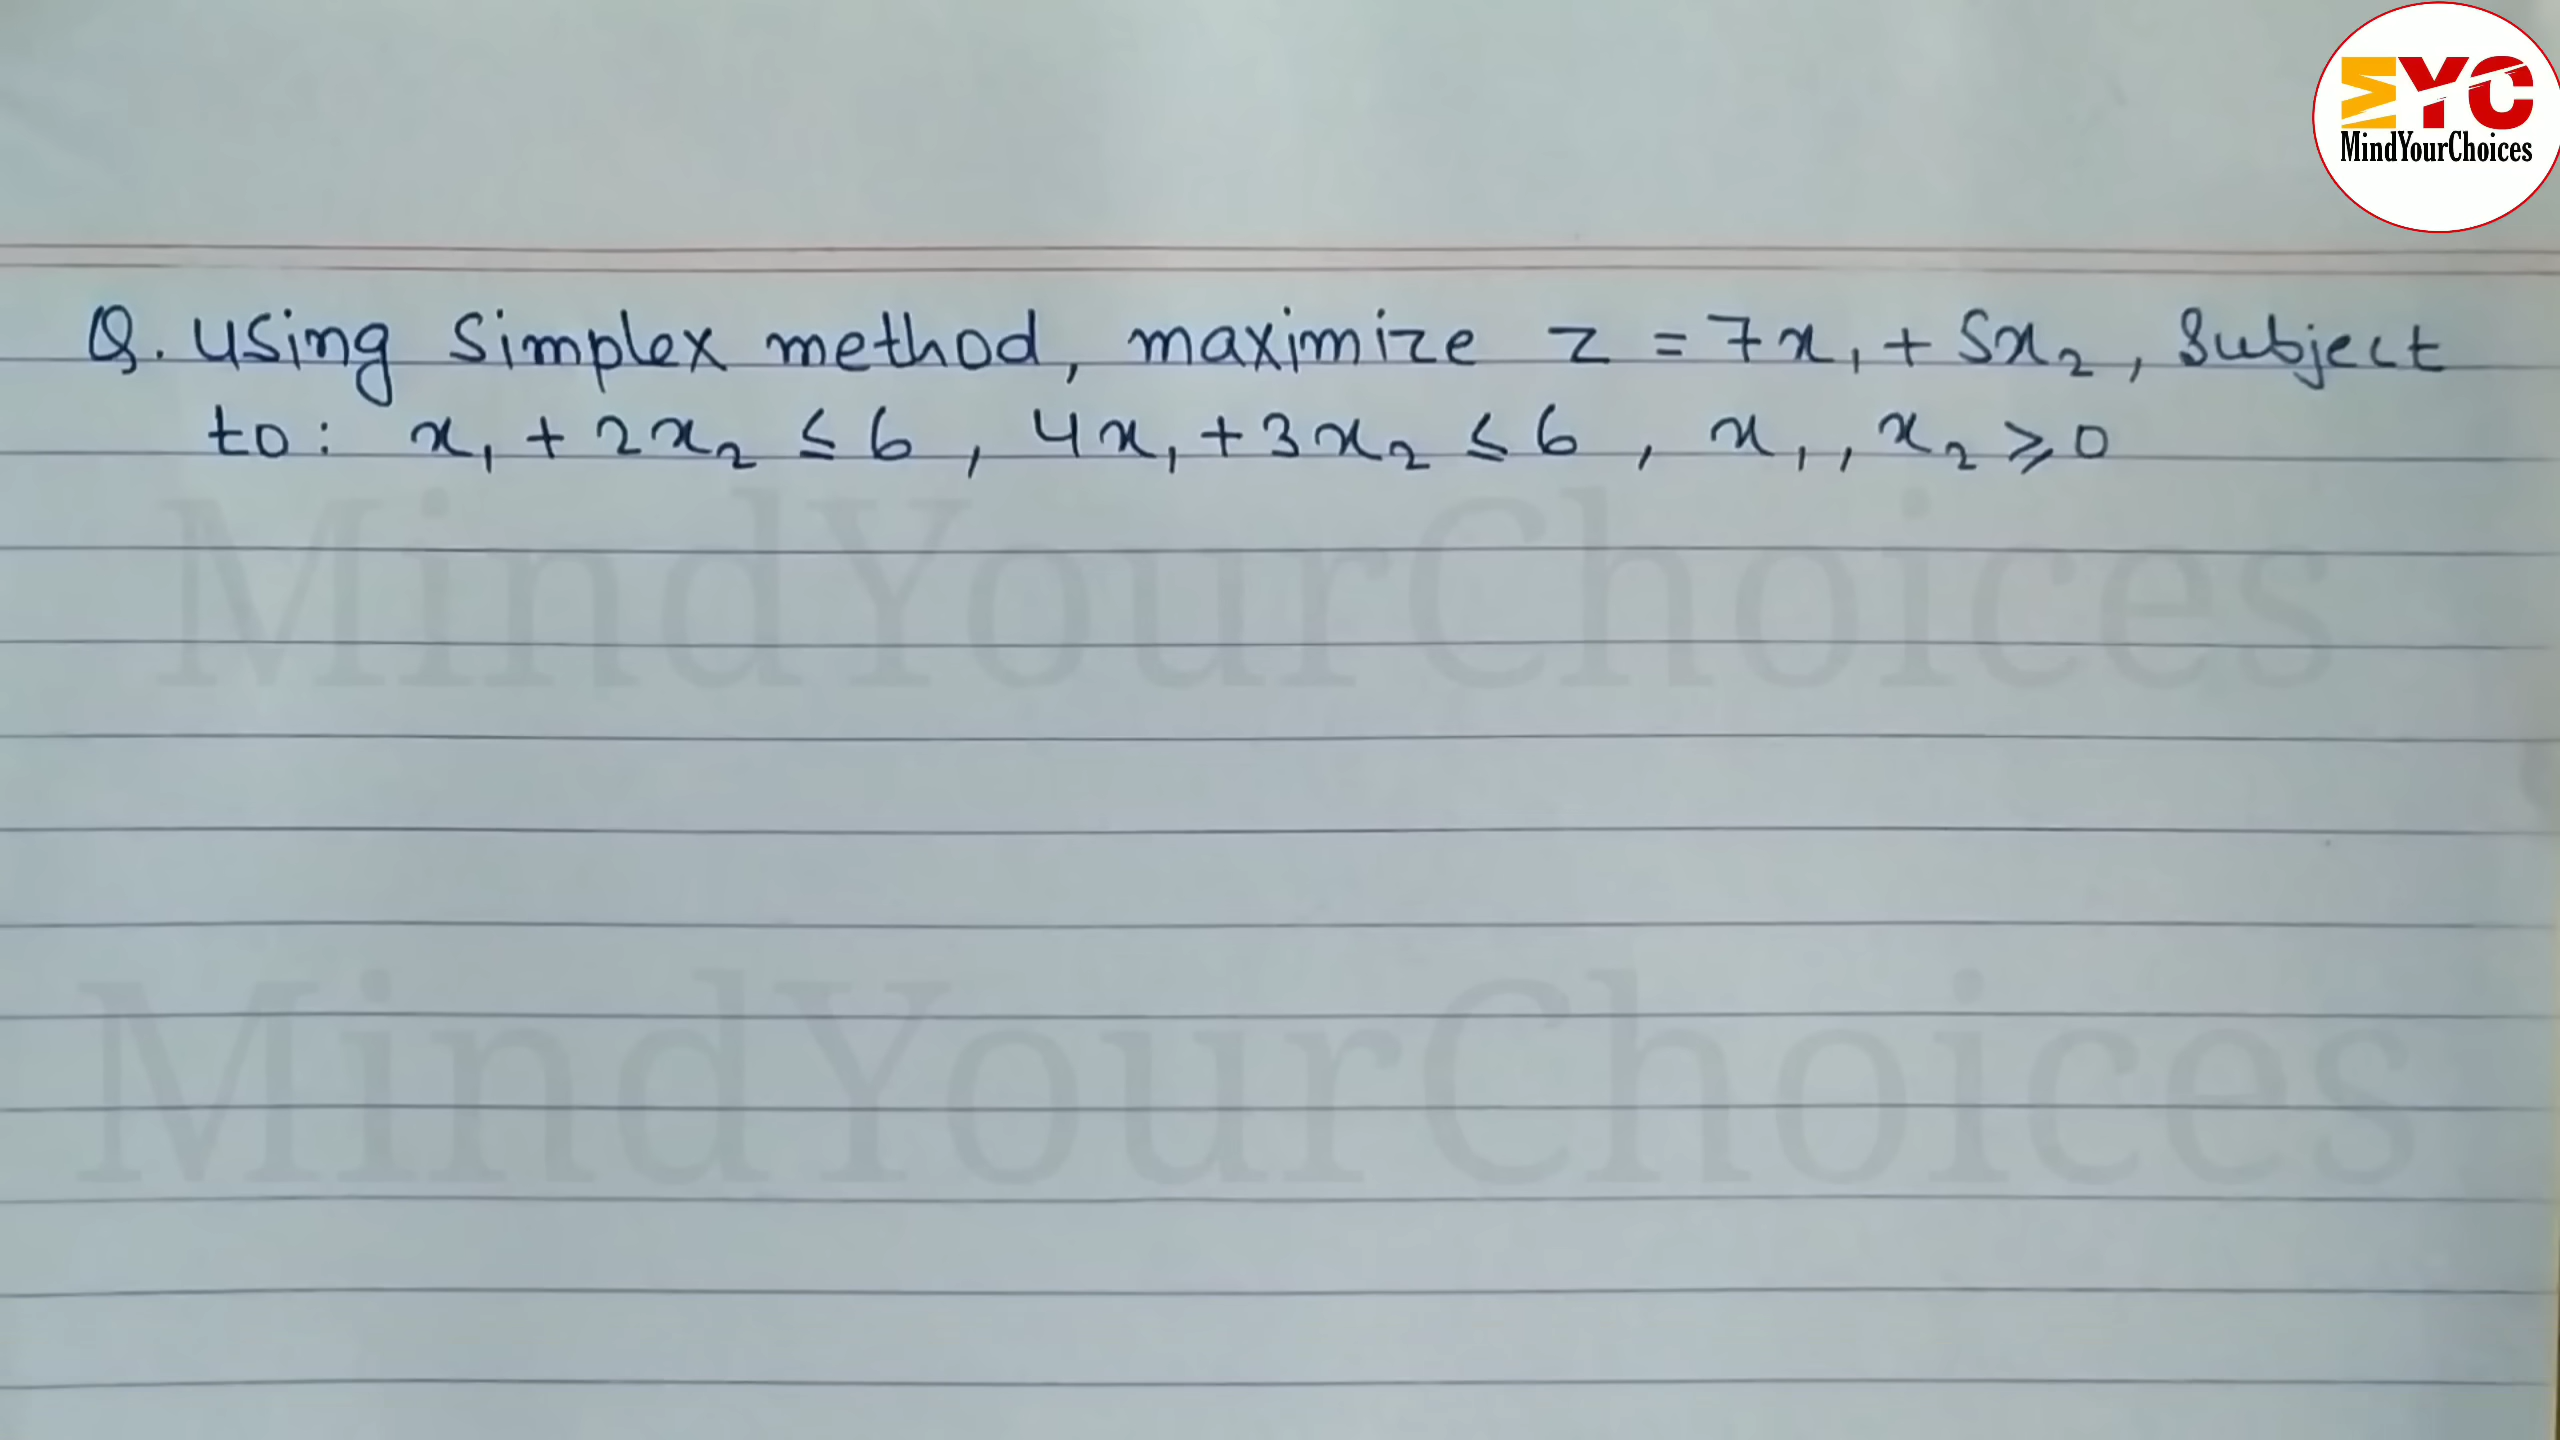 MYC
MindYourChoices
Q. Using Simplex method, maximize z = 7x₁ + 5x₂, Subject
to: x₁ + 2x₂ ≤ 6, 4x₁ + 3x₂ ≤ 6, x₁, x₂ ⩾ 0
MindYourChoices
MindYourChoices